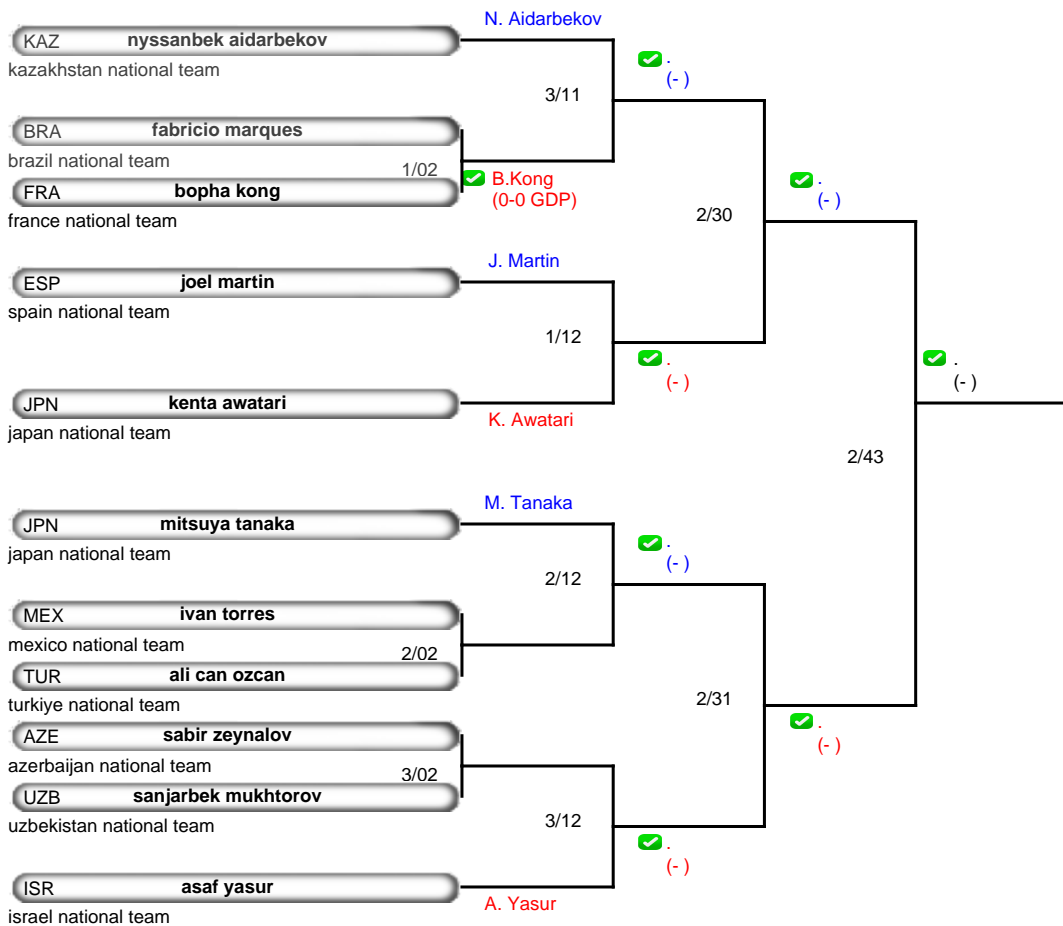 N. Aidarbekov
KAZ nyssanbek aidarbekov
kazakhstan national team
.
(- )
3/11
BRA fabricio marques
brazil national team
1/02
FRA bopha kong
france national team
B.Kong
(0-0 GDP)
.
(- )
2/30
J. Martin
ESP joel martin
spain national team
1/12
.
(- )
.
(- )
JPN kenta awatari
japan national team
K. Awatari
2/43
M. Tanaka
JPN mitsuya tanaka
japan national team
.
(- )
2/12
MEX ivan torres
mexico national team
2/02
TUR ali can ozcan
turkiye national team
2/31
AZE sabir zeynalov
azerbaijan national team
3/02
UZB sanjarbek mukhtorov
uzbekistan national team
.
(- )
3/12
.
(- )
ISR asaf yasur
israel national team
A. Yasur